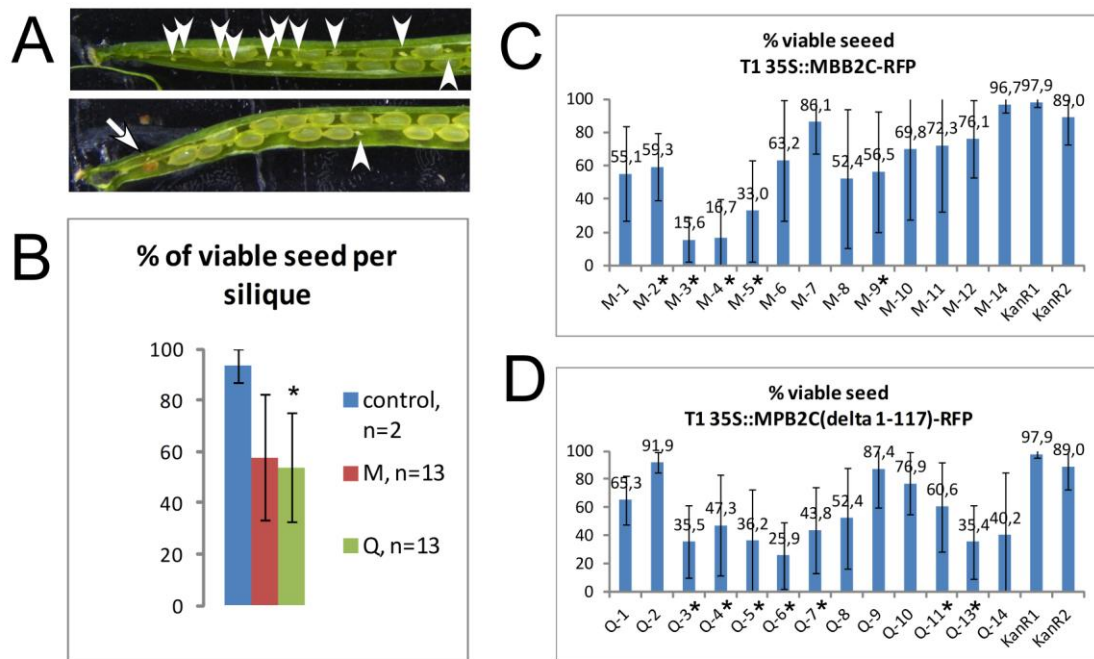 A
B
% of viable seed per
silique
100
80
60
40
20
0
*
control,
n=2
M, n=13
Q, n=13
C
% viable seeed
T1 35S::MBB2C-RFP
100
80
60
40
20
0
55,1
59,3
15,6
16,7
33,0
63,2
86,1
52,4
56,5
69,8
72,3
76,1
96,7
97,9
89,0
M-1
M-2*
M-3*
M-4*
M-5*
M-6
M-7
M-8
M-9*
M-10
M-11
M-12
M-14
KanR1
KanR2
D
% viable seed
T1 35S::MPB2C(delta 1-117)-RFP
100
80
60
40
20
0
65,3
91,9
35,5
47,3
36,2
25,9
43,8
52,4
87,4
76,9
60,6
35,4
40,2
97,9
89,0
Q-1
Q-2
Q-3*
Q-4*
Q-5*
Q-6*
Q-7*
Q-8
Q-9
Q-10
Q-11*
Q-13*
Q-14
KanR1
KanR2